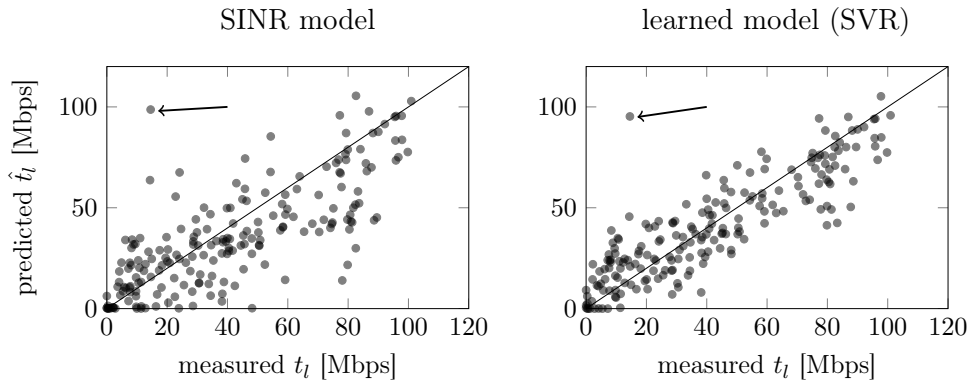 SINR model
learned model (SVR)
predicted t̂_l [Mbps]
100
50
0
0 20 40 60 80 100 120
measured t_l [Mbps]
100
50
0
0 20 40 60 80 100 120
measured t_l [Mbps]